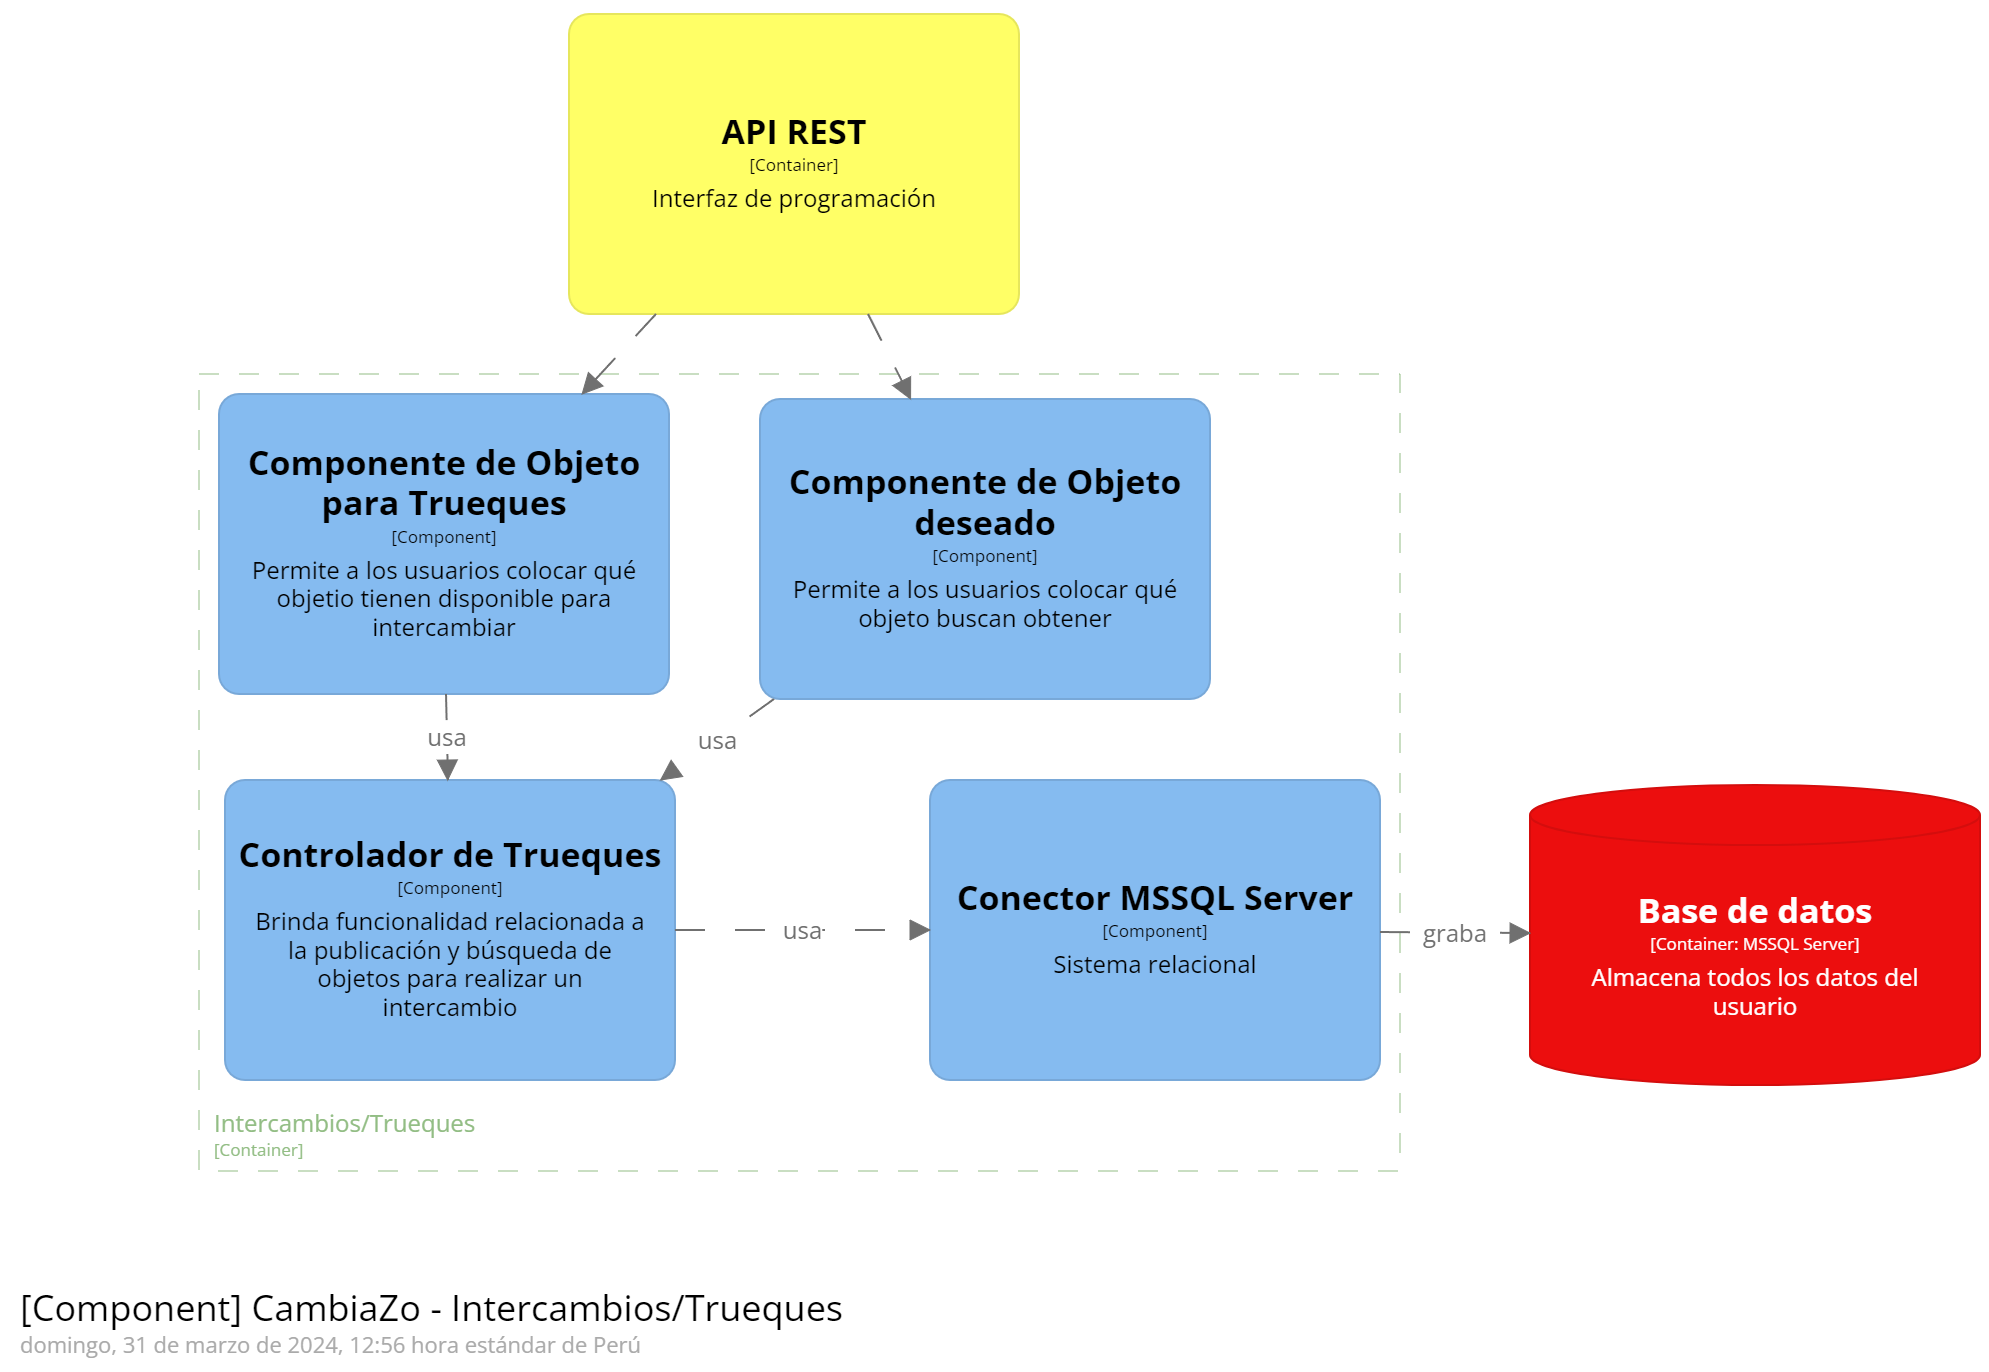 API REST
[Container]
Interfaz de programación
Componente de Objeto
para Trueques
[Component]
Permite a los usuarios colocar qué
objetio tienen disponible para
intercambiar
Componente de Objeto
deseado
[Component]
Permite a los usuarios colocar qué
objeto buscan obtener
usa
usa
Controlador de Trueques
[Component]
Brinda funcionalidad relacionada a
la publicación y búsqueda de
objetos para realizar un
intercambio
usa
Conector MSSQL Server
[Component]
Sistema relacional
graba
Base de datos
[Container: MSSQL Server]
Almacena todos los datos del
usuario
Intercambios/Trueques
[Container]
[Component] CambiaZo - Intercambios/Trueques
domingo, 31 de marzo de 2024, 12:56 hora estándar de Perú